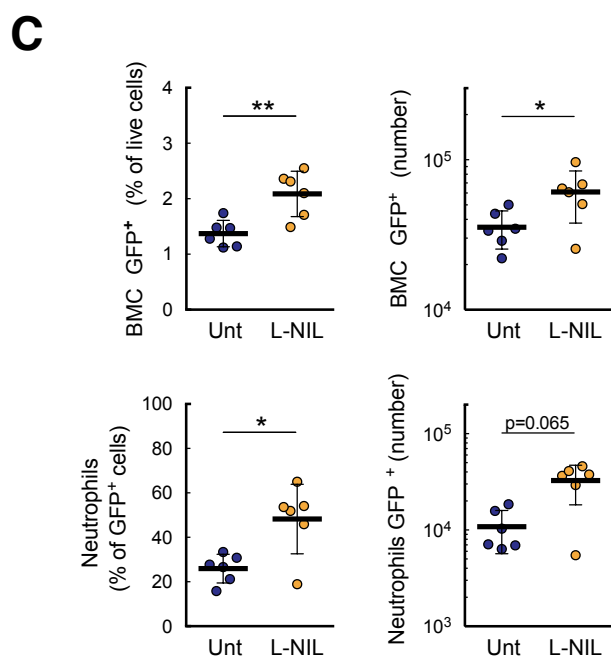 C
BMC GFP⁺ (% of live cells)
4
3
2
1
0
**
Unt L-NIL
BMC GFP⁺ (number)
10⁵
10⁴
*
Unt L-NIL
Neutrophils
(% of GFP⁺ cells)
100
80
60
40
20
0
*
Unt L-NIL
Neutrophils GFP ⁺ (number)
10⁵
10⁴
10³
p=0.065
Unt L-NIL